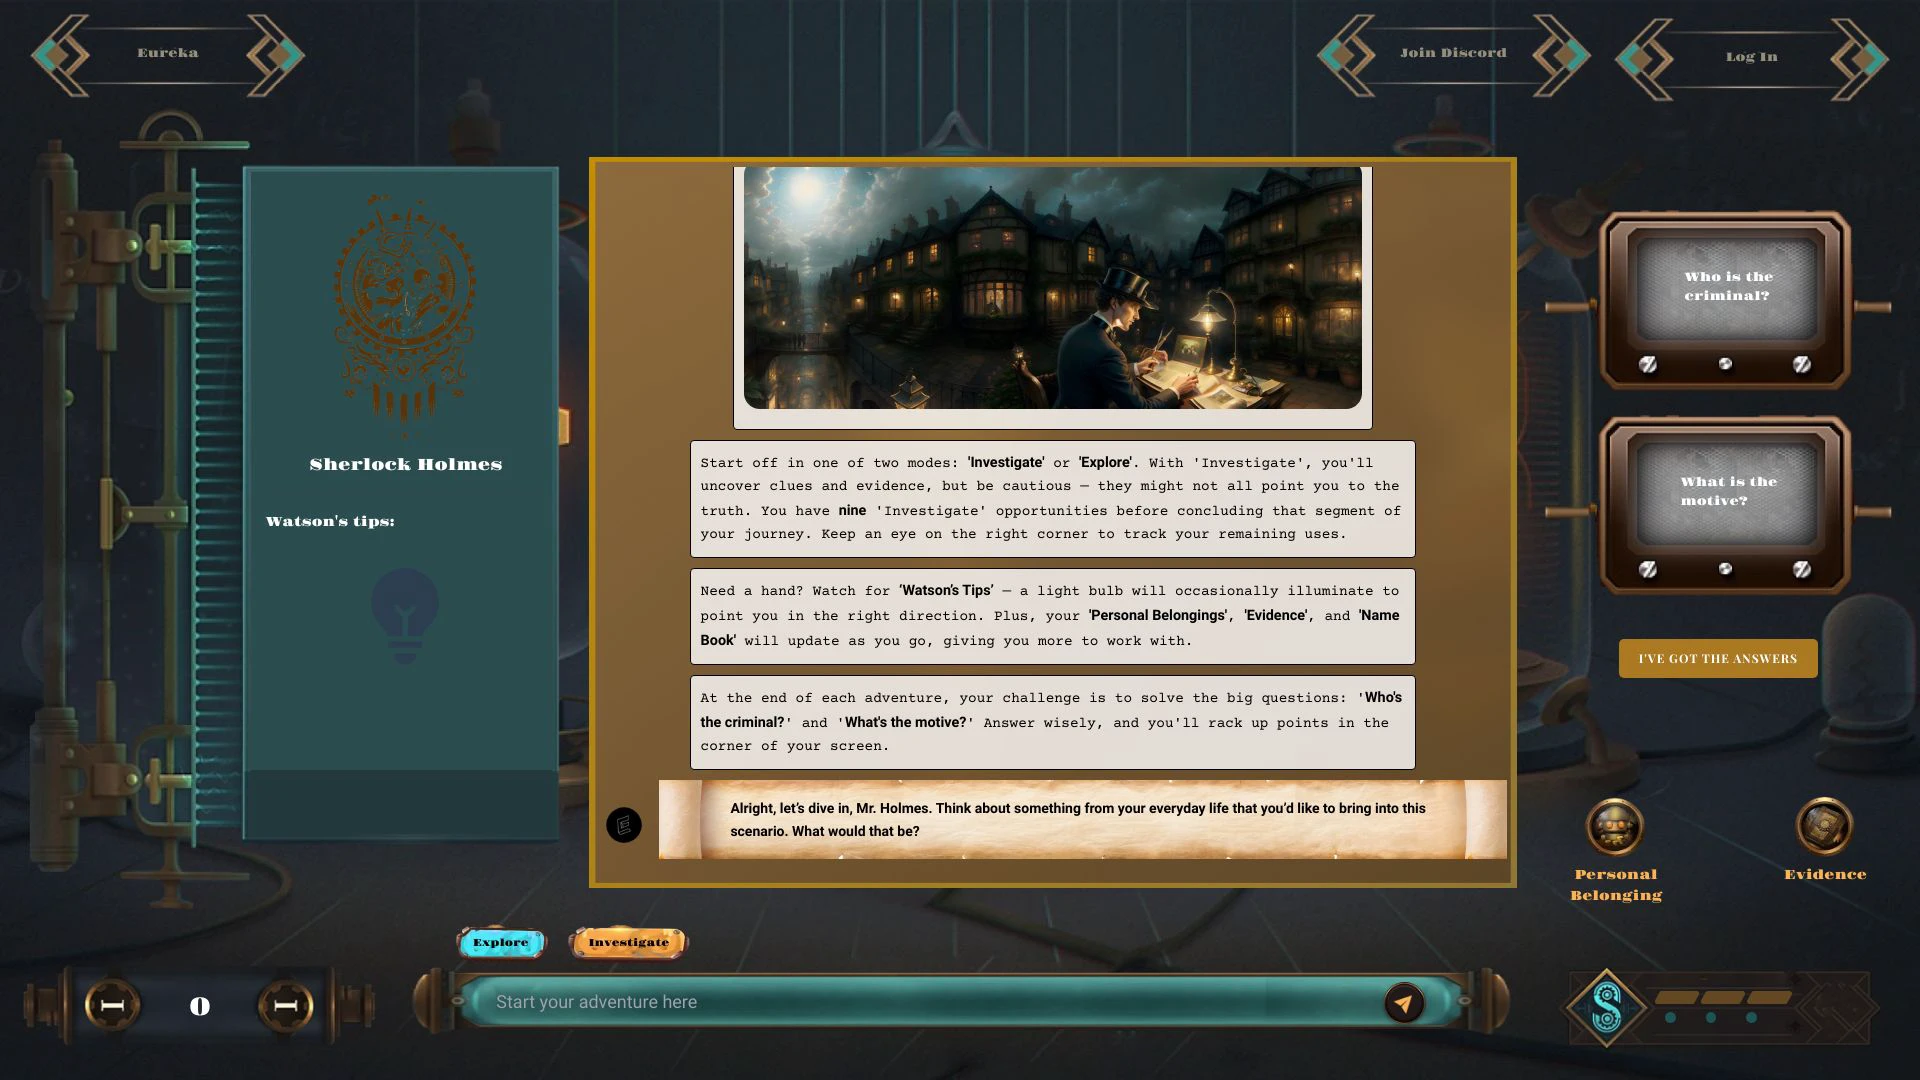 Eureka
Join Discord
Log In
Sherlock Holmes
Watson's tips:
Start off in one of two modes: 'Investigate' or 'Explore'. With 'Investigate', you'll
uncover clues and evidence, but be cautious — they might not all point you to the
truth. You have nine 'Investigate' opportunities before concluding that segment of
your journey. Keep an eye on the right corner to track your remaining uses.
Need a hand? Watch for ‘Watson’s Tips’ — a light bulb will occasionally illuminate to
point you in the right direction. Plus, your 'Personal Belongings', 'Evidence', and 'Name
Book' will update as you go, giving you more to work with.
At the end of each adventure, your challenge is to solve the big questions: 'Who's
the criminal?' and 'What's the motive?' Answer wisely, and you'll rack up points in the
corner of your screen.
Alright, let’s dive in, Mr. Holmes. Think about something from your everyday life that you’d like to bring into this
scenario. What would that be?
Who is the
criminal?
What is the
motive?
I'VE GOT THE ANSWERS
Personal
Belonging
Evidence
Explore
Investigate
0
Start your adventure here
S